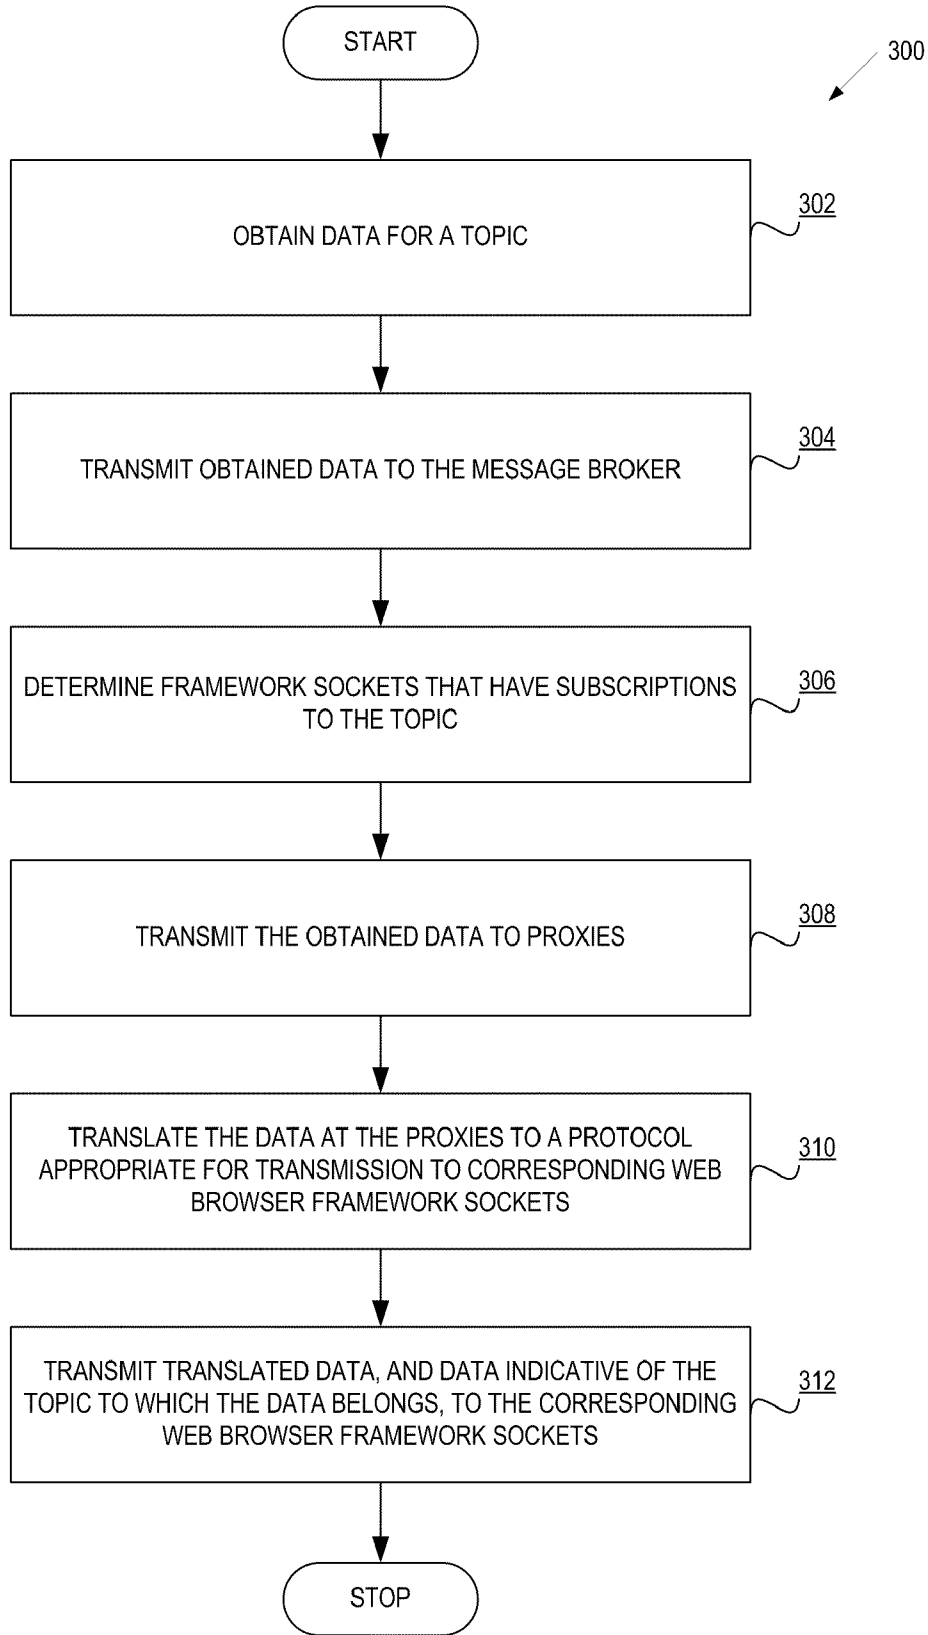 START
300
OBTAIN DATA FOR A TOPIC
302
TRANSMIT OBTAINED DATA TO THE MESSAGE BROKER
304
DETERMINE FRAMEWORK SOCKETS THAT HAVE SUBSCRIPTIONS
TO THE TOPIC
306
TRANSMIT THE OBTAINED DATA TO PROXIES
308
TRANSLATE THE DATA AT THE PROXIES TO A PROTOCOL
APPROPRIATE FOR TRANSMISSION TO CORRESPONDING WEB
BROWSER FRAMEWORK SOCKETS
310
TRANSMIT TRANSLATED DATA, AND DATA INDICATIVE OF THE
TOPIC TO WHICH THE DATA BELONGS, TO THE CORRESPONDING
WEB BROWSER FRAMEWORK SOCKETS
312
STOP